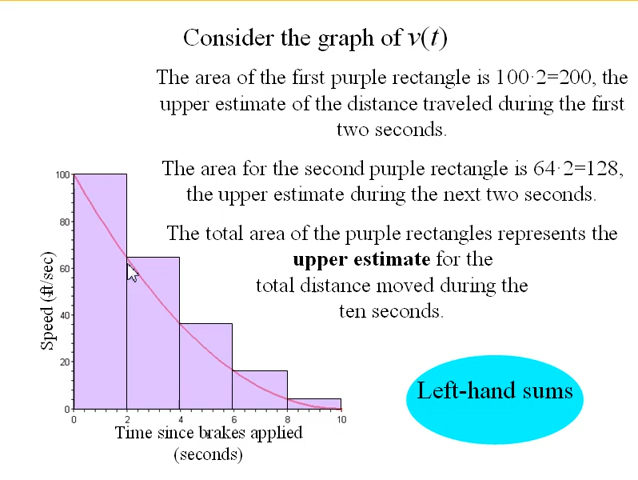 Consider the graph of v(t)
The area of the first purple rectangle is 100·2=200, the
upper estimate of the distance traveled during the first
two seconds.
The area for the second purple rectangle is 64·2=128,
the upper estimate during the next two seconds.
The total area of the purple rectangles represents the
upper estimate for the
total distance moved during the
ten seconds.
Left-hand sums
Speed (ft/sec)
100
80
60
40
20
0
0 2 4 6 8 10
Time since brakes applied
(seconds)